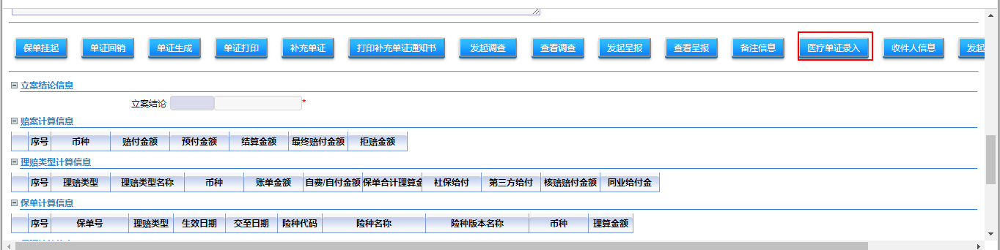 保单挂起 单证回销 单证生成 单证打印 补充单证 打印补充单证通知书 发起调查 查看调查 发起呈报 查看呈报 备注信息 医疗单证录入 收件人信息 发起
立案结论信息
立案结论 *
赔案计算信息
序号 币种 赔付金额 预付金额 结算金额 最终赔付金额 拒赔金额
理赔类型计算信息
序号 理赔类型 理赔类型名称 币种 账单金额 自费/自付金额 保单合计理算金 社保给付 第三方给付 核赔赔付金额 同业给付金
保单计算信息
序号 保单号 理赔类型 生效日期 交至日期 险种代码 险种名称 险种版本名称 币种 理算金额